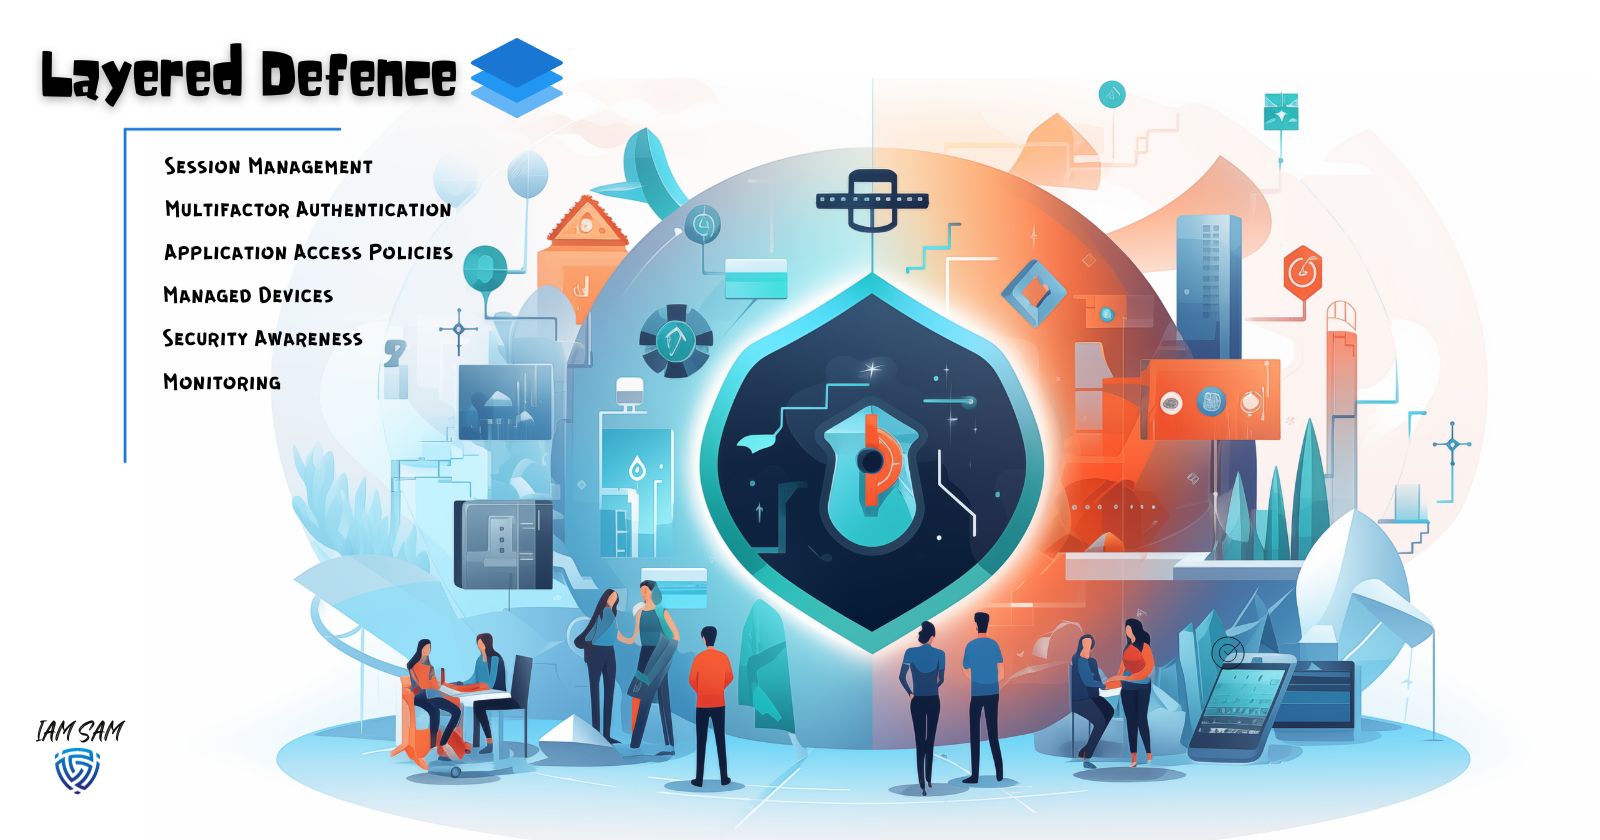 Layered Defence
Session Management
Multifactor Authentication
Application Access Policies
Managed Devices
Security Awareness
Monitoring
IAM SAM